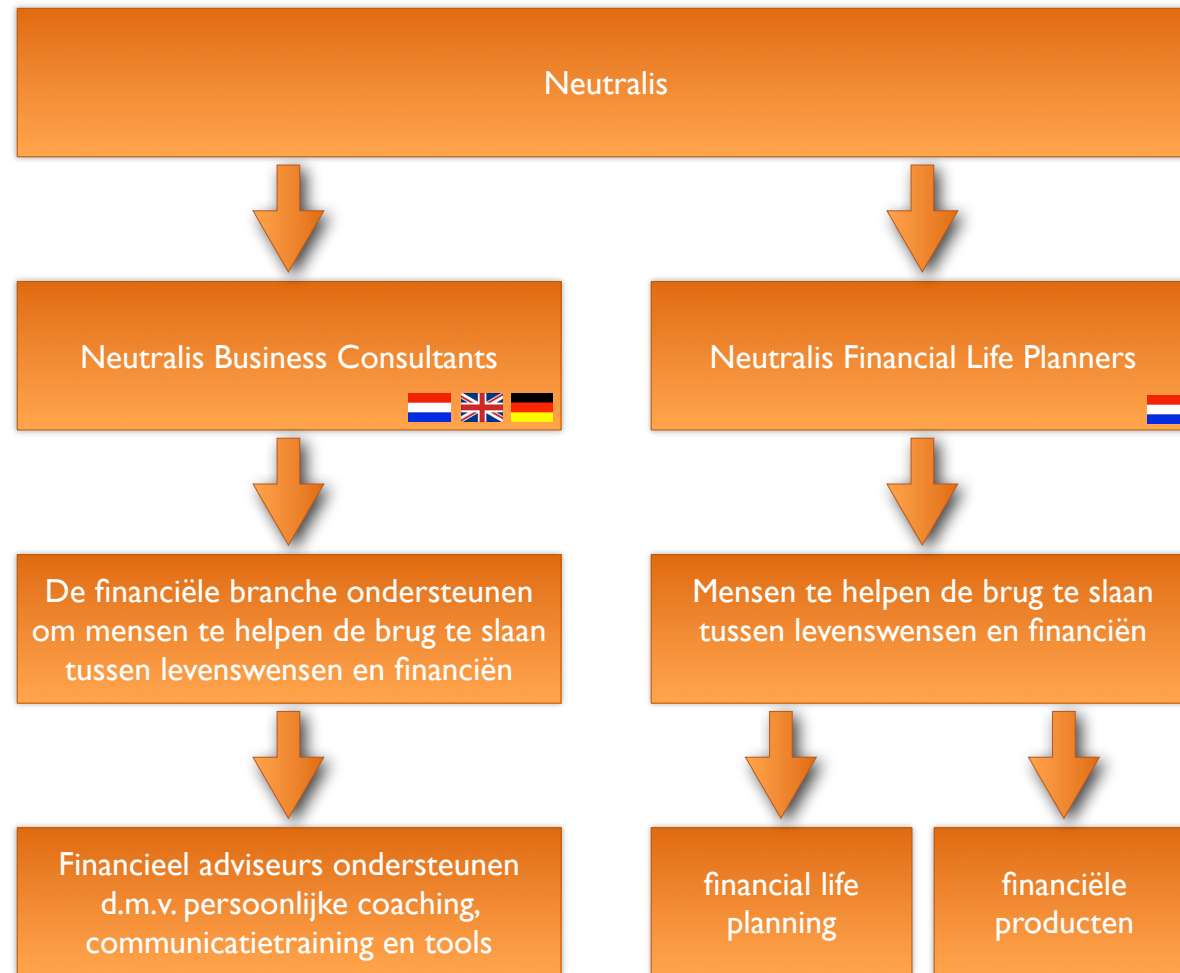 Neutralis
Neutralis Business Consultants
Neutralis Financial Life Planners
De financiële branche ondersteunen
om mensen te helpen de brug te slaan
tussen levenswensen en financiën
Mensen te helpen de brug te slaan
tussen levenswensen en financiën
Financieel adviseurs ondersteunen
d.m.v. persoonlijke coaching,
communicatietraining en tools
financial life
planning
financiële
producten